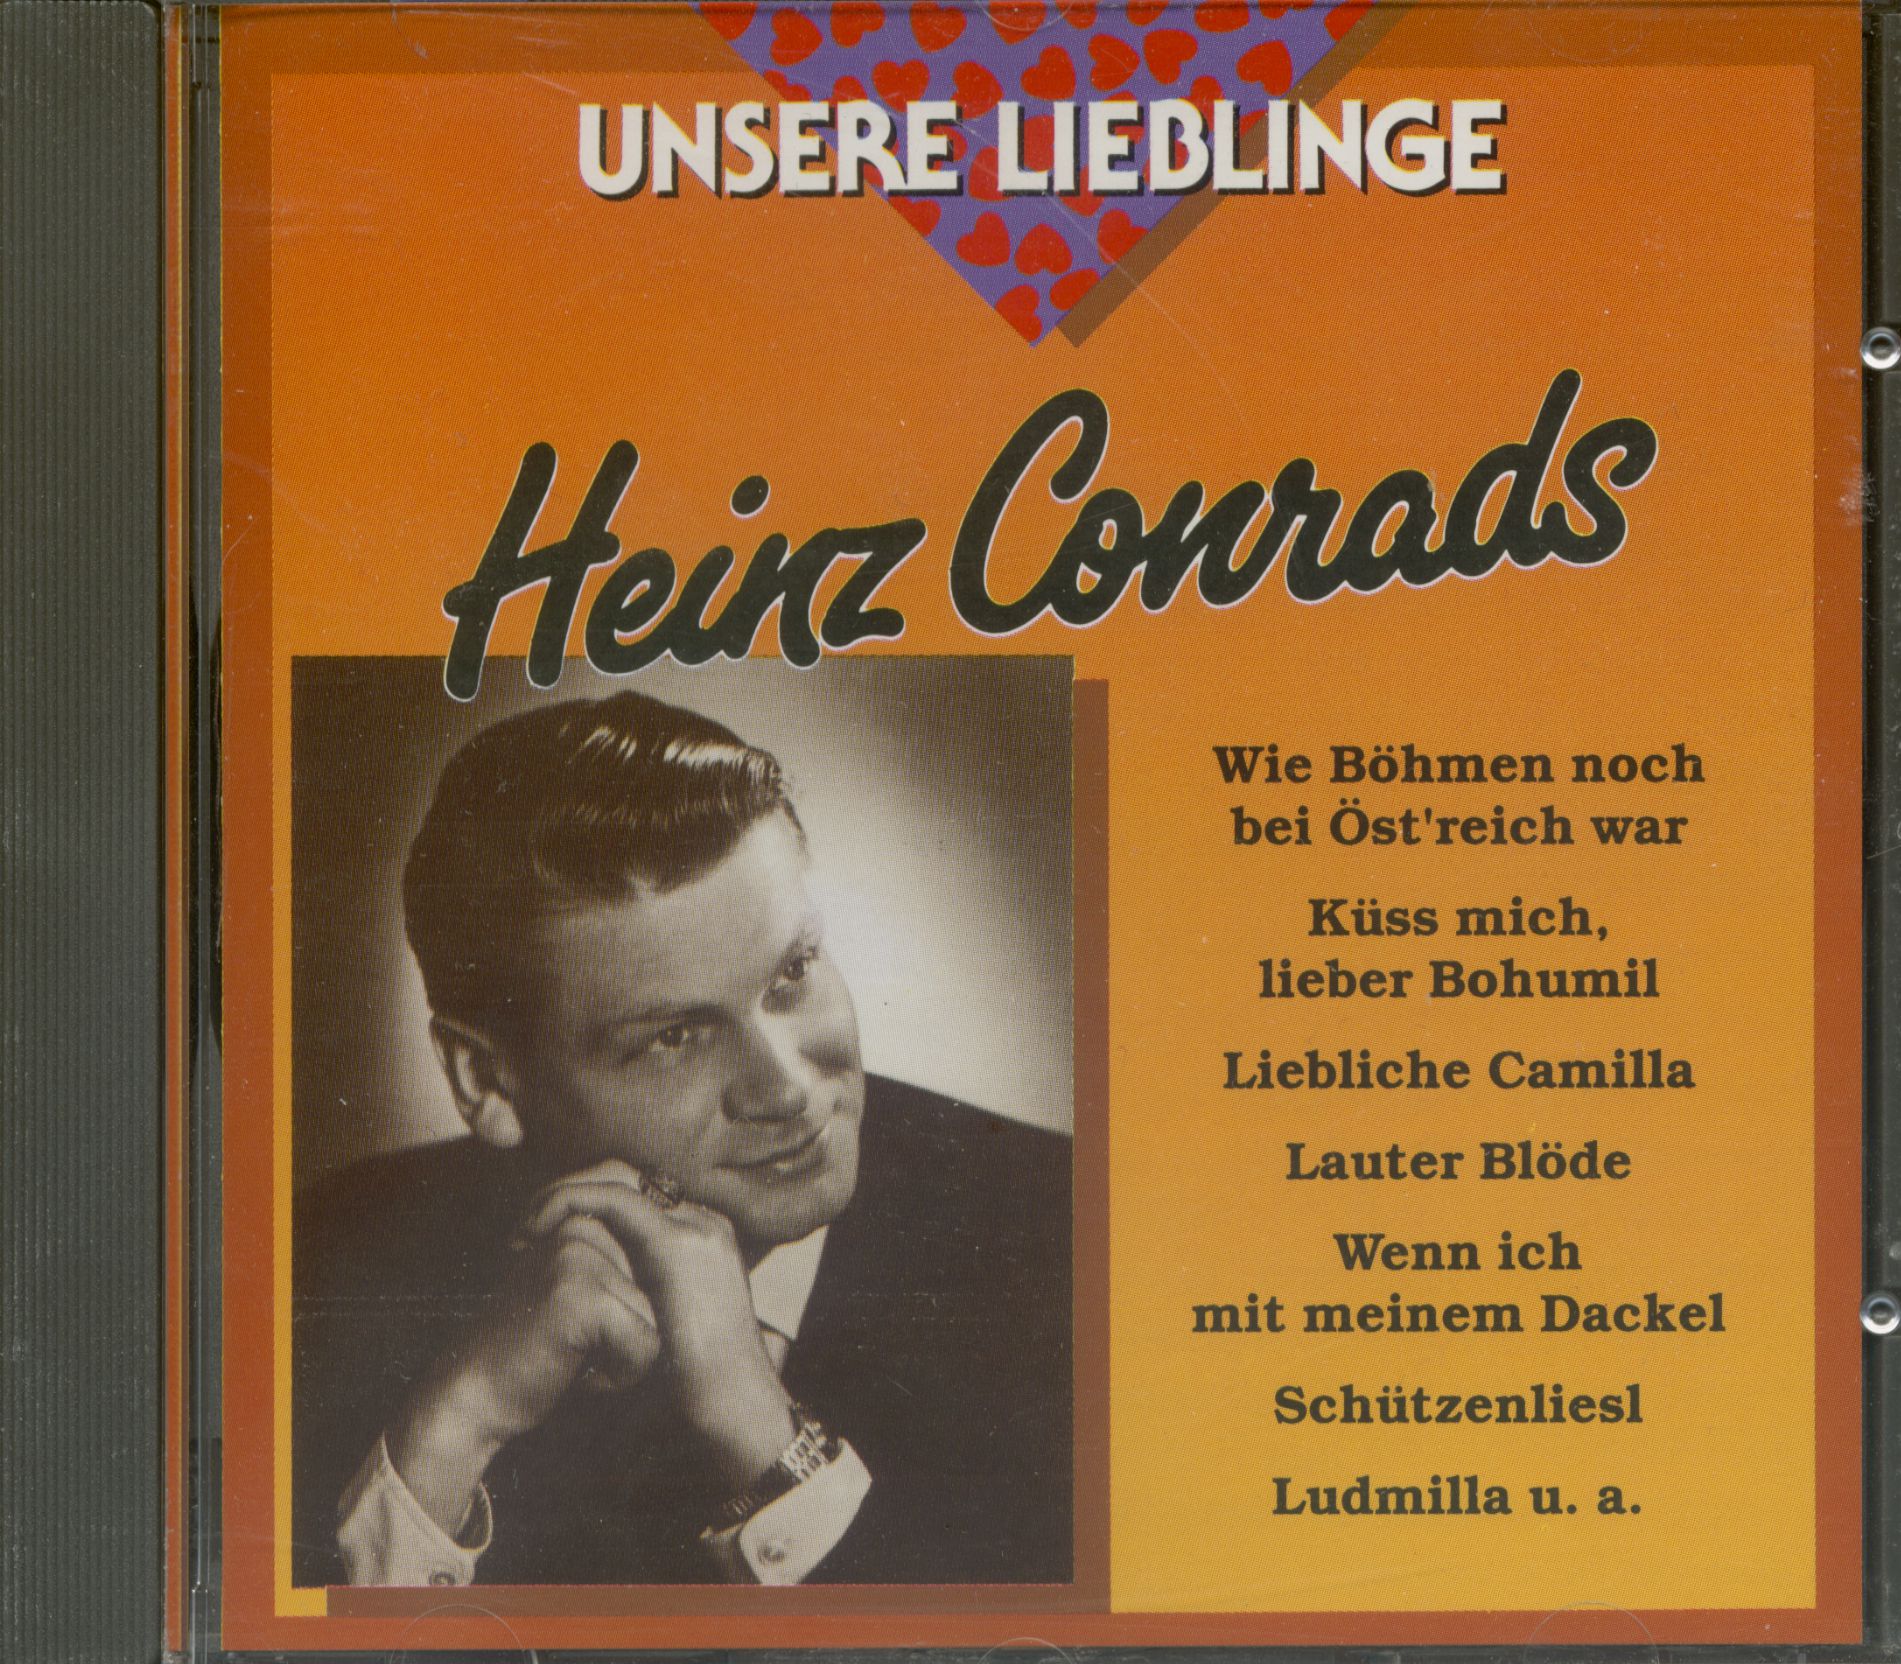 UNSERE LIEBLINGE
Heinz Conrads
Wie Böhmen noch
bei Öst'reich war
Küss mich,
lieber Bohumil
Liebliche Camilla
Lauter Blöde
Wenn ich
mit meinem Dackel
Schützenliesl
Ludmilla u. a.